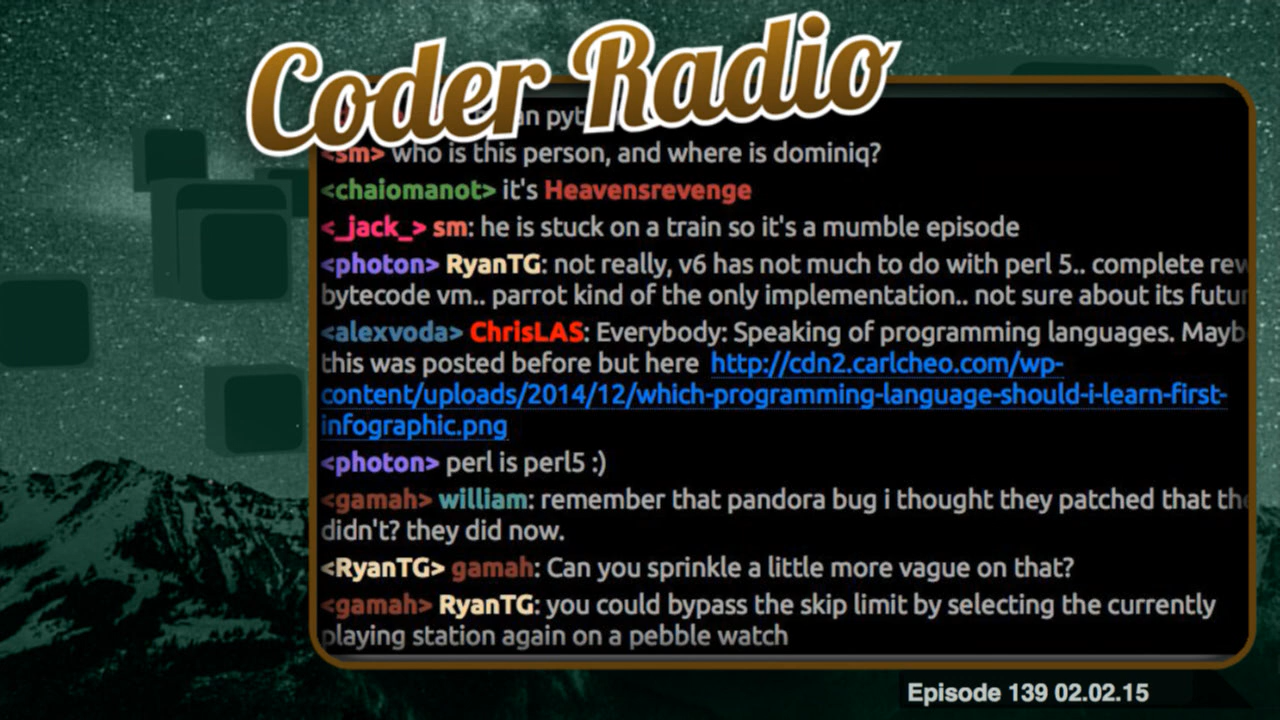 Coder Radio
<sm> who is this person, and where is dominiq?
<chaiomanot> it's Heavensrevenge
<_jack_> sm: he is stuck on a train so it's a mumble episode
<photon> RyanTG: not really, v6 has not much to do with perl 5.. complete
bytecode vm.. parrot kind of the only implementation.. not sure about its
<alexvoda> ChrisLAS: Everybody: Speaking of programming languages.
this was posted before but here http://cdn2.carlcheo.com/wp-
content/uploads/2014/12/which-programming-language-should-i-learn-first-
infographic.png
<photon> perl is perl5 :)
<gamah> william: remember that pandora bug i thought they patched that
didn't? they did now.
<RyanTG> gamah: Can you sprinkle a little more vague on that?
<gamah> RyanTG: you could bypass the skip limit by selecting the currently
playing station again on a pebble watch
Episode 139 02.02.15